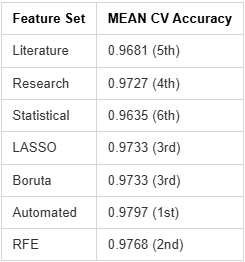 Feature Set MEAN CV Accuracy
Literature 0.9681 (5th)
Research 0.9727 (4th)
Statistical 0.9635 (6th)
LASSO 0.9733 (3rd)
Boruta 0.9733 (3rd)
Automated 0.9797 (1st)
RFE 0.9768 (2nd)